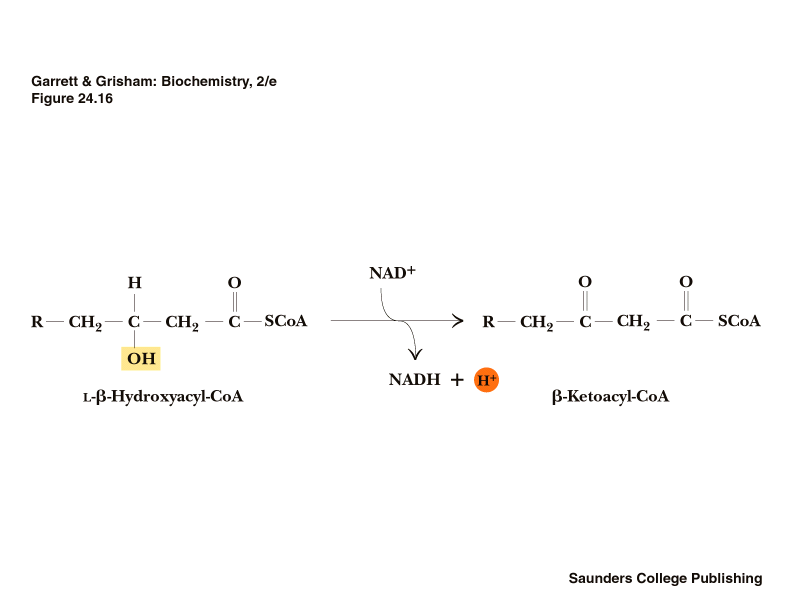 Garrett & Grisham: Biochemistry, 2/e
Figure 24.16
NAD⁺
H O O O
R CH₂ C CH₂ C SCoA R CH₂ C CH₂ C SCoA
OH
NADH + H⁺
L-β-Hydroxyacyl-CoA β-Ketoacyl-CoA
Saunders College Publishing